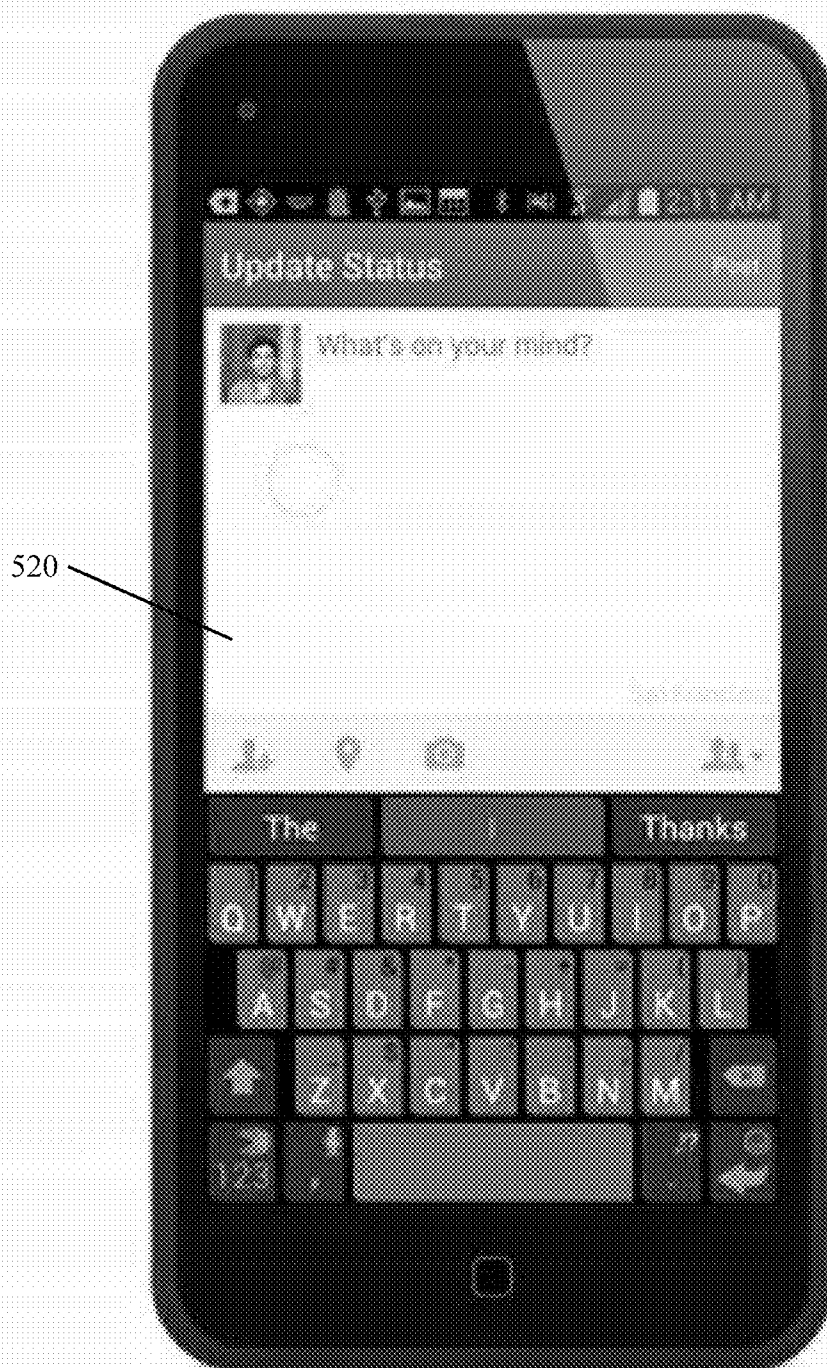 Update Status
What's on your mind?
520
The I Thanks
Q W E R T Y U I O P
A S D F G H J K L
Z X C V B N M
123 , .